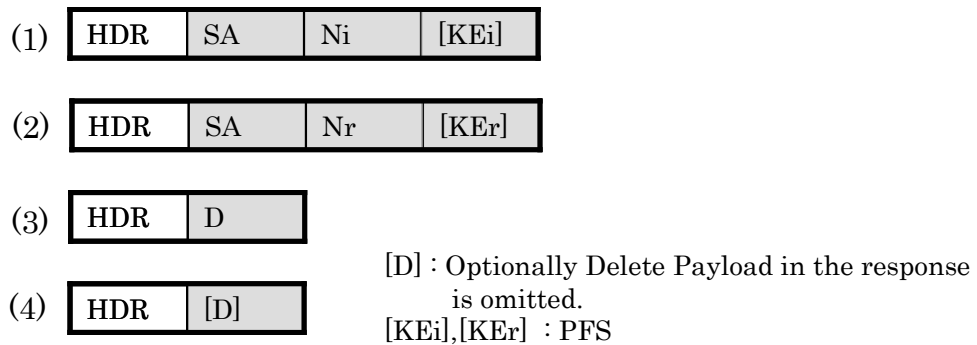 (1) HDR SA Ni [KEi]
(2) HDR SA Nr [KEr]
(3) HDR D
(4) HDR [D]
[D] : Optionally Delete Payload in the response
is omitted.
[KEi],[KEr] : PFS